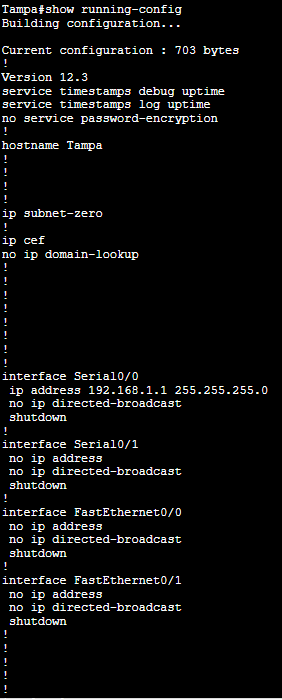 Tampa#show running-config
Building configuration...

Current configuration : 703 bytes
!
Version 12.3
service timestamps debug uptime
service timestamps log uptime
no service password-encryption
!
hostname Tampa
!
!
!
!
ip subnet-zero
!
ip cef
no ip domain-lookup
!
!
!
!
!
!
!
!
interface Serial0/0
 ip address 192.168.1.1 255.255.255.0
 no ip directed-broadcast
 shutdown
!
interface Serial0/1
 no ip address
 no ip directed-broadcast
 shutdown
!
interface FastEthernet0/0
 no ip address
 no ip directed-broadcast
 shutdown
!
interface FastEthernet0/1
 no ip address
 no ip directed-broadcast
 shutdown
!
!
!
!
!